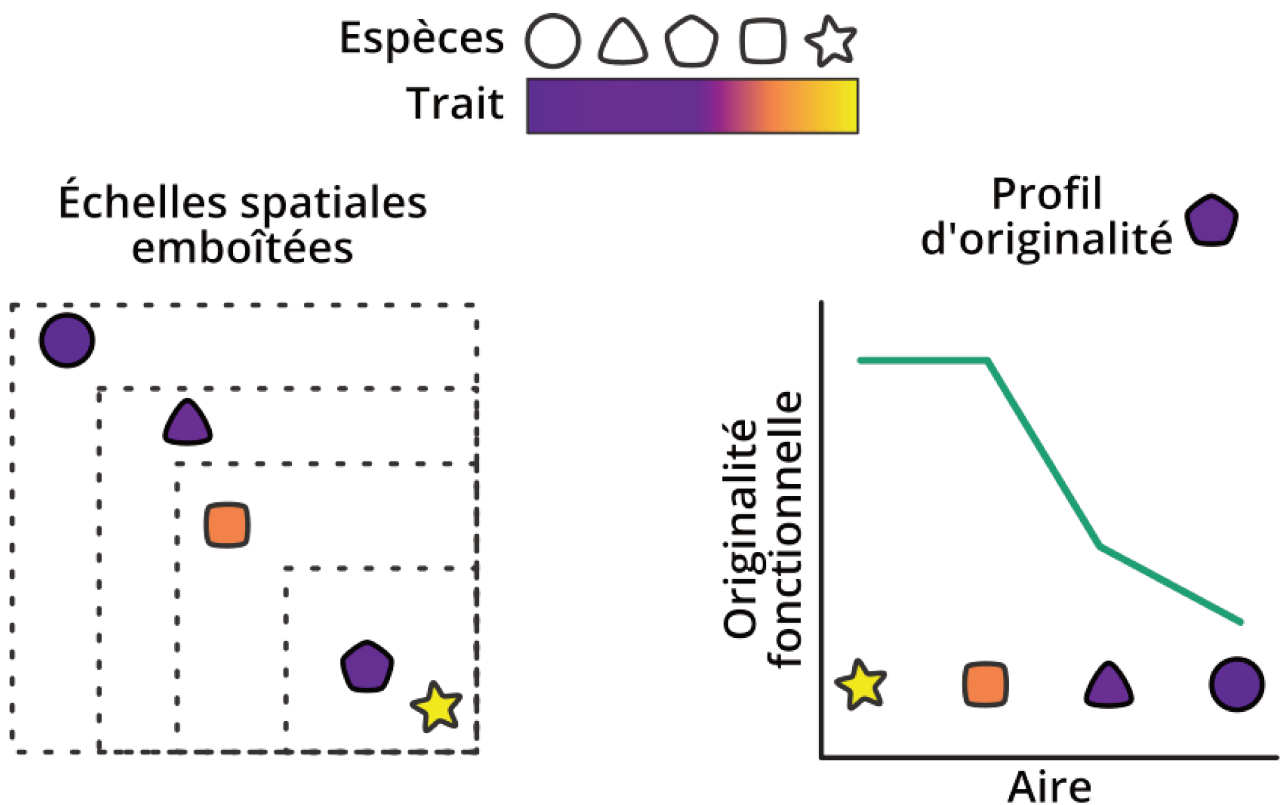 Espèces
Trait
Échelles spatiales
emboîtées
Profil
d'originalité
Originalité
fonctionnelle
Aire